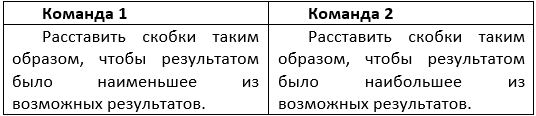 Команда 1
Расставить скобки таким
образом, чтобы результатом
было наименьшее из
возможных результатов.
Команда 2
Расставить скобки таким
образом, чтобы результатом
было наибольшее из
возможных результатов.